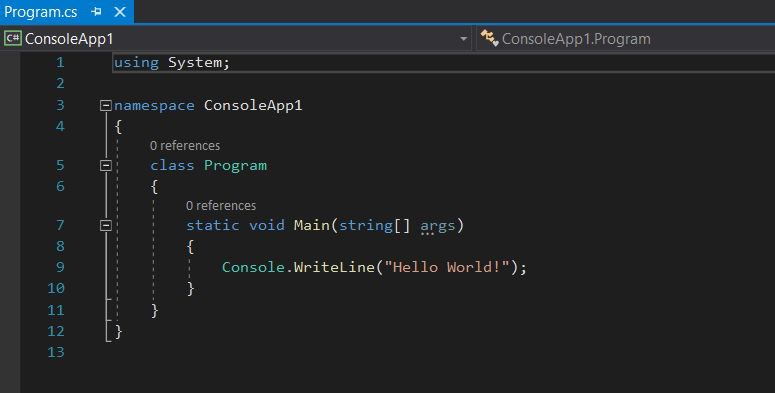 Program.cs
C# ConsoleApp1 ConsoleApp1.Program
1 using System;
2
3 namespace ConsoleApp1
4 {
0 references
5 class Program
6 {
0 references
7 static void Main(string[] args)
8 {
9 Console.WriteLine("Hello World!");
10 }
11 }
12 }
13